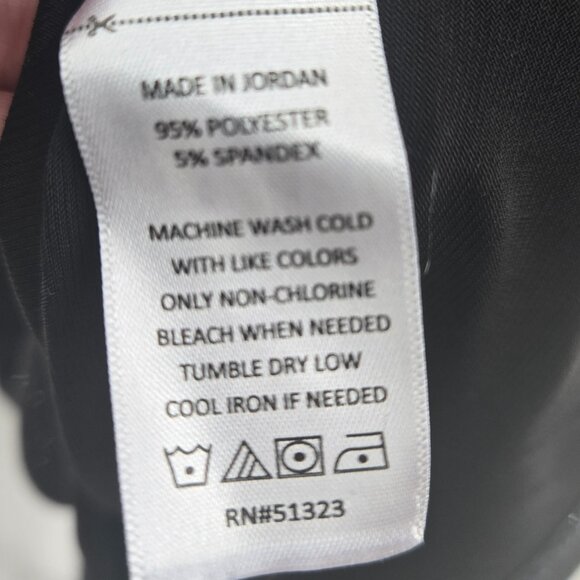 MADE IN JORDAN
95% POLYESTER
5% SPANDEX
MACHINE WASH COLD
WITH LIKE COLORS
ONLY NON-CHLORINE
BLEACH WHEN NEEDED
TUMBLE DRY LOW
COOL IRON IF NEEDED
RN#51323